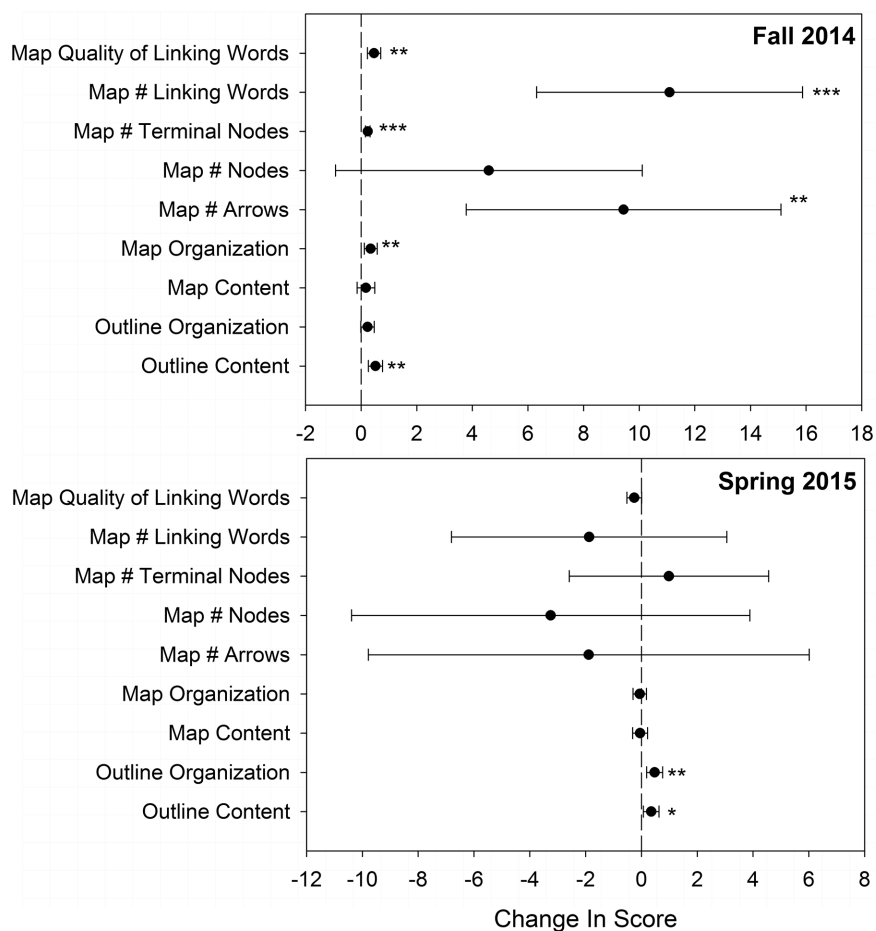 Fall 2014
Map Quality of Linking Words **
Map # Linking Words ***
Map # Terminal Nodes ***
Map # Nodes
Map # Arrows **
Map Organization **
Map Content
Outline Organization
Outline Content **
-2 0 2 4 6 8 10 12 14 16 18
Spring 2015
Map Quality of Linking Words
Map # Linking Words
Map # Terminal Nodes
Map # Nodes
Map # Arrows
Map Organization
Map Content
Outline Organization **
Outline Content *
-12 -10 -8 -6 -4 -2 0 2 4 6 8
Change In Score